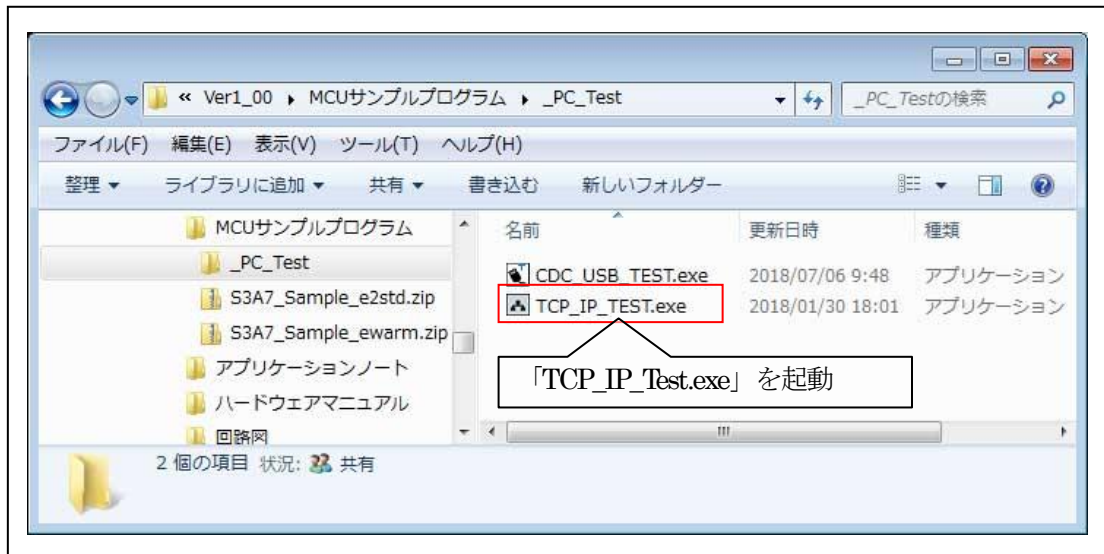 « Ver1_00 ▸ MCUサンプルプログラム ▸ _PC_Test
_PC_Testの検索
ファイル(F) 編集(E) 表示(V) ツール(T) ヘルプ(H)
整理 ▼ ライブラリに追加 ▼ 共有 ▼ 書き込む 新しいフォルダー
MCUサンプルプログラム
_PC_Test
S3A7_Sample_e2std.zip
S3A7_Sample_ewarm.zip
アプリケーションノート
ハードウェアマニュアル
回路図
名前 更新日時 種類
CDC_USB_TEST.exe 2018/07/06 9:48 アプリケーション
TCP_IP_TEST.exe 2018/01/30 18:01 アプリケーション
「TCP_IP_Test.exe」を起動
2 個の項目 状況: 共有